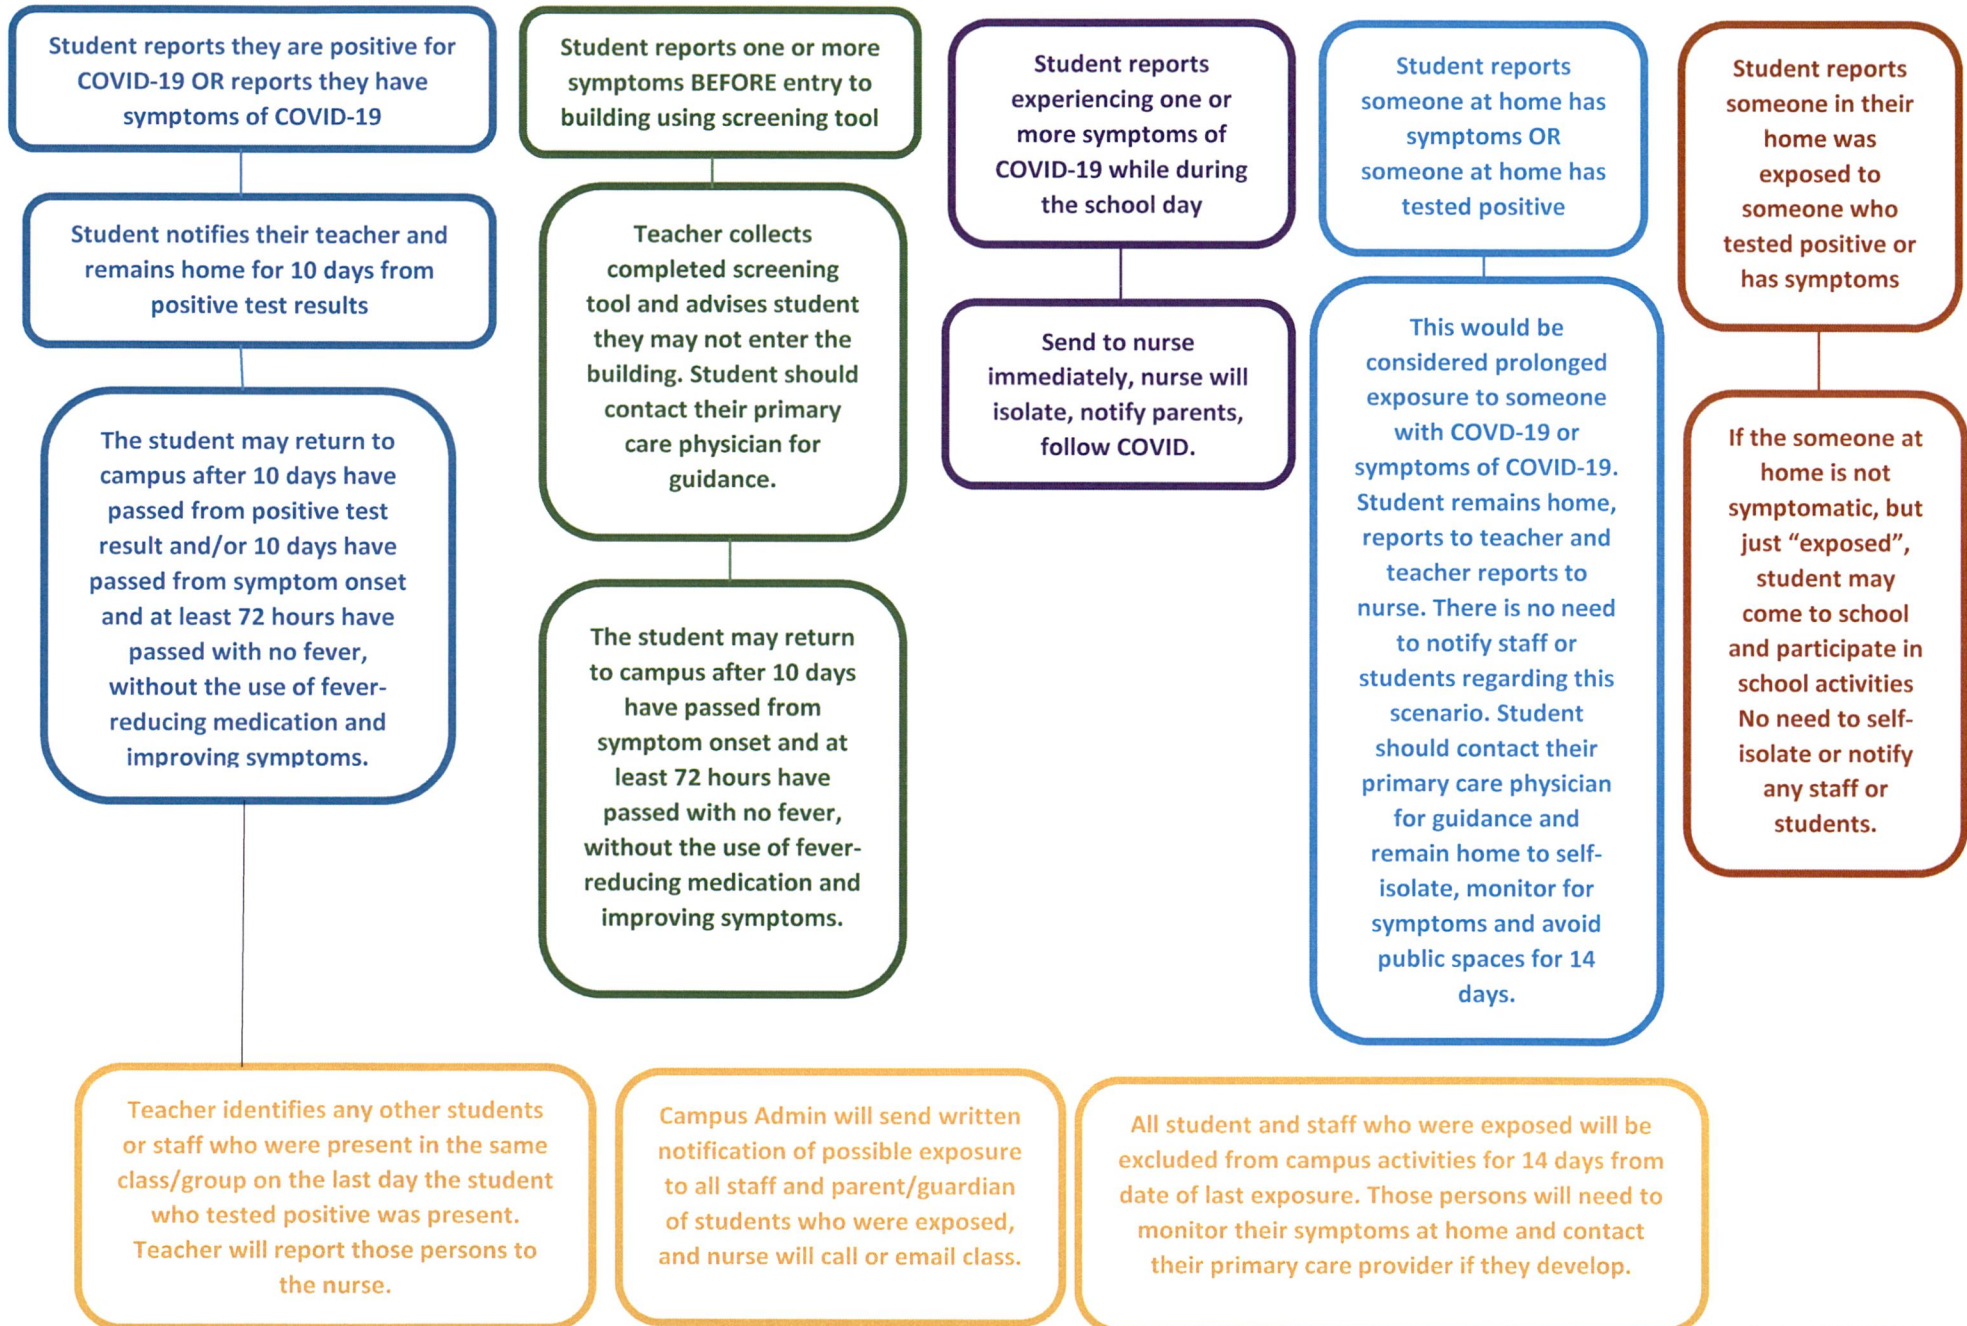 Student reports they are positive for
COVID-19 OR reports they have
symptoms of COVID-19
Student notifies their teacher and
remains home for 10 days from
positive test results
The student may return to
campus after 10 days have
passed from positive test
result and/or 10 days have
passed from symptom onset
and at least 72 hours have
passed with no fever,
without the use of fever-
reducing medication and
improving symptoms.
Student reports one or more
symptoms BEFORE entry to
building using screening tool
Teacher collects
completed screening
tool and advises student
they may not enter the
building. Student should
contact their primary
care physician for
guidance.
The student may return
to campus after 10 days
have passed from
symptom onset and at
least 72 hours have
passed with no fever,
without the use of fever-
reducing medication and
improving symptoms.
Student reports
experiencing one or
more symptoms of
COVID-19 while during
the school day
Send to nurse
immediately, nurse will
isolate, notify parents,
follow COVID.
Student reports
someone at home has
symptoms OR
someone at home has
tested positive
This would be
considered prolonged
exposure to someone
with COVD-19 or
symptoms of COVID-19.
Student remains home,
reports to teacher and
teacher reports to
nurse. There is no need
to notify staff or
students regarding this
scenario. Student
should contact their
primary care physician
for guidance and
remain home to self-
isolate, monitor for
symptoms and avoid
public spaces for 14
days.
Student reports
someone in their
home was
exposed to
someone who
tested positive or
has symptoms
If the someone at
home is not
symptomatic, but
just “exposed”,
student may
come to school
and participate in
school activities
No need to self-
isolate or notify
any staff or
students.
Teacher identifies any other students
or staff who were present in the same
class/group on the last day the student
who tested positive was present.
Teacher will report those persons to
the nurse.
Campus Admin will send written
notification of possible exposure
to all staff and parent/guardian
of students who were exposed,
and nurse will call or email class.
All student and staff who were exposed will be
excluded from campus activities for 14 days from
date of last exposure. Those persons will need to
monitor their symptoms at home and contact
their primary care provider if they develop.